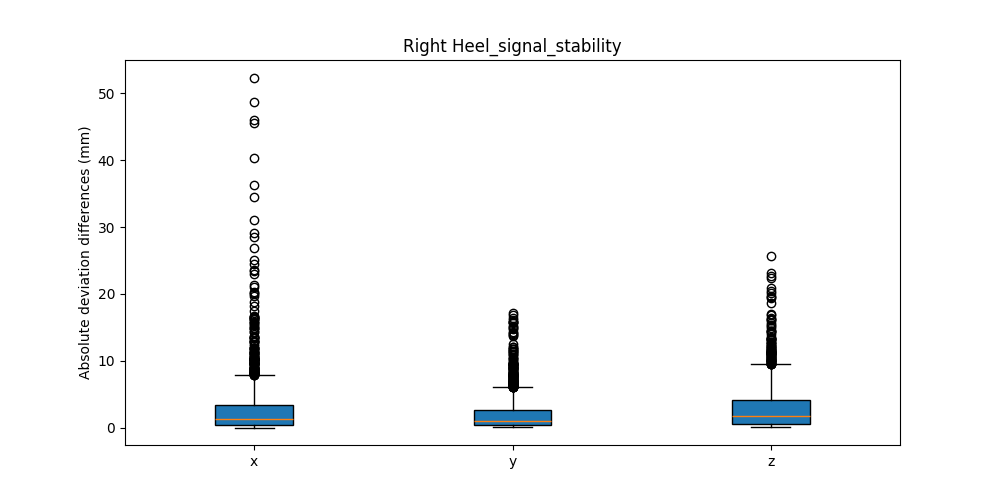 Right Heel_signal_stability
Absolute deviation differences (mm)
50
40
30
20
10
0
x
y
z